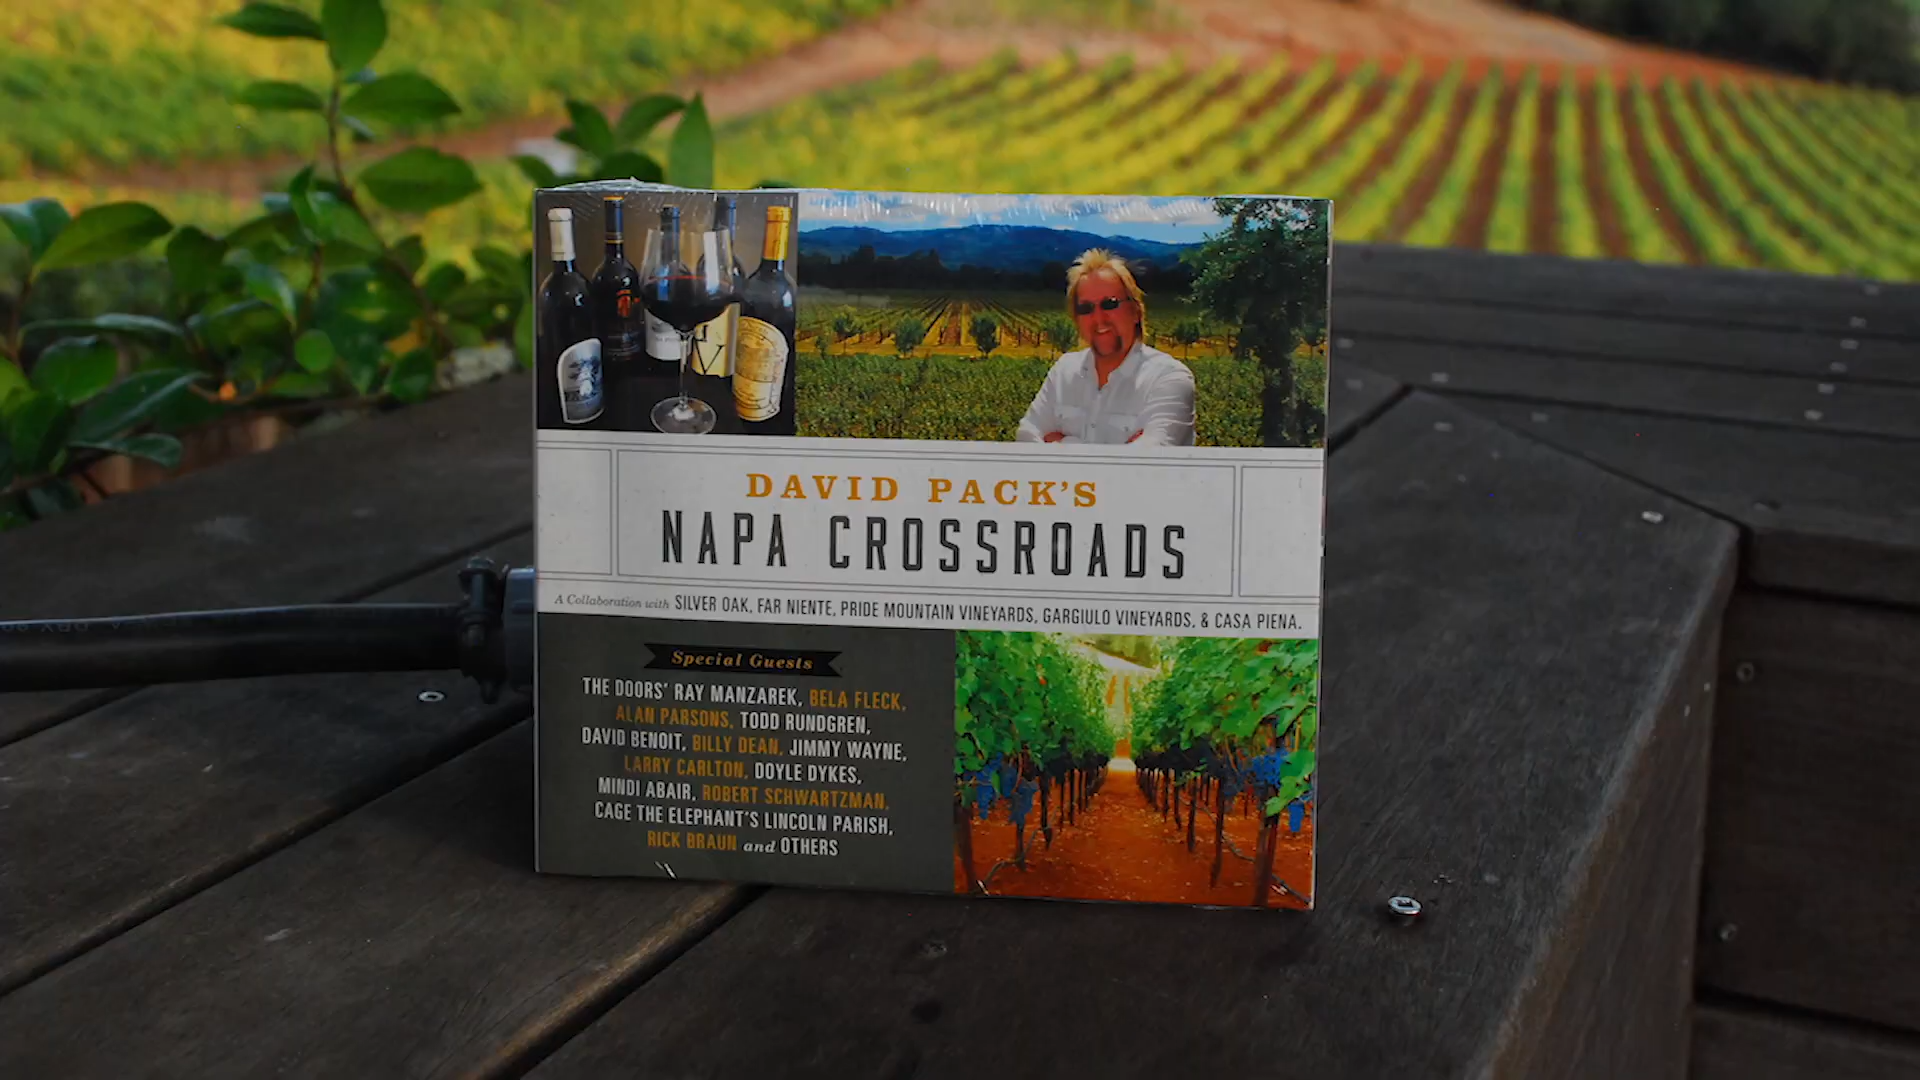 DAVID PACK'S
NAPA CROSSROADS
A Collaboration with SILVER OAK, FAR NIENTE, PRIDE MOUNTAIN VINEYARDS, GARGIULO VINEYARDS, & CASA PIENA.
Special Guests
THE DOORS' RAY MANZAREK, BELA FLECK,
ALAN PARSONS, TODD RUNDGREN,
DAVID BENOIT, BILLY DEAN, JIMMY WAYNE,
LARRY CARLTON, DOYLE DYKES,
MINDI ABAIR, ROBERT SCHWARTZMAN,
CAGE THE ELEPHANT'S LINCOLN PARISH,
RICK BRAUN and OTHERS